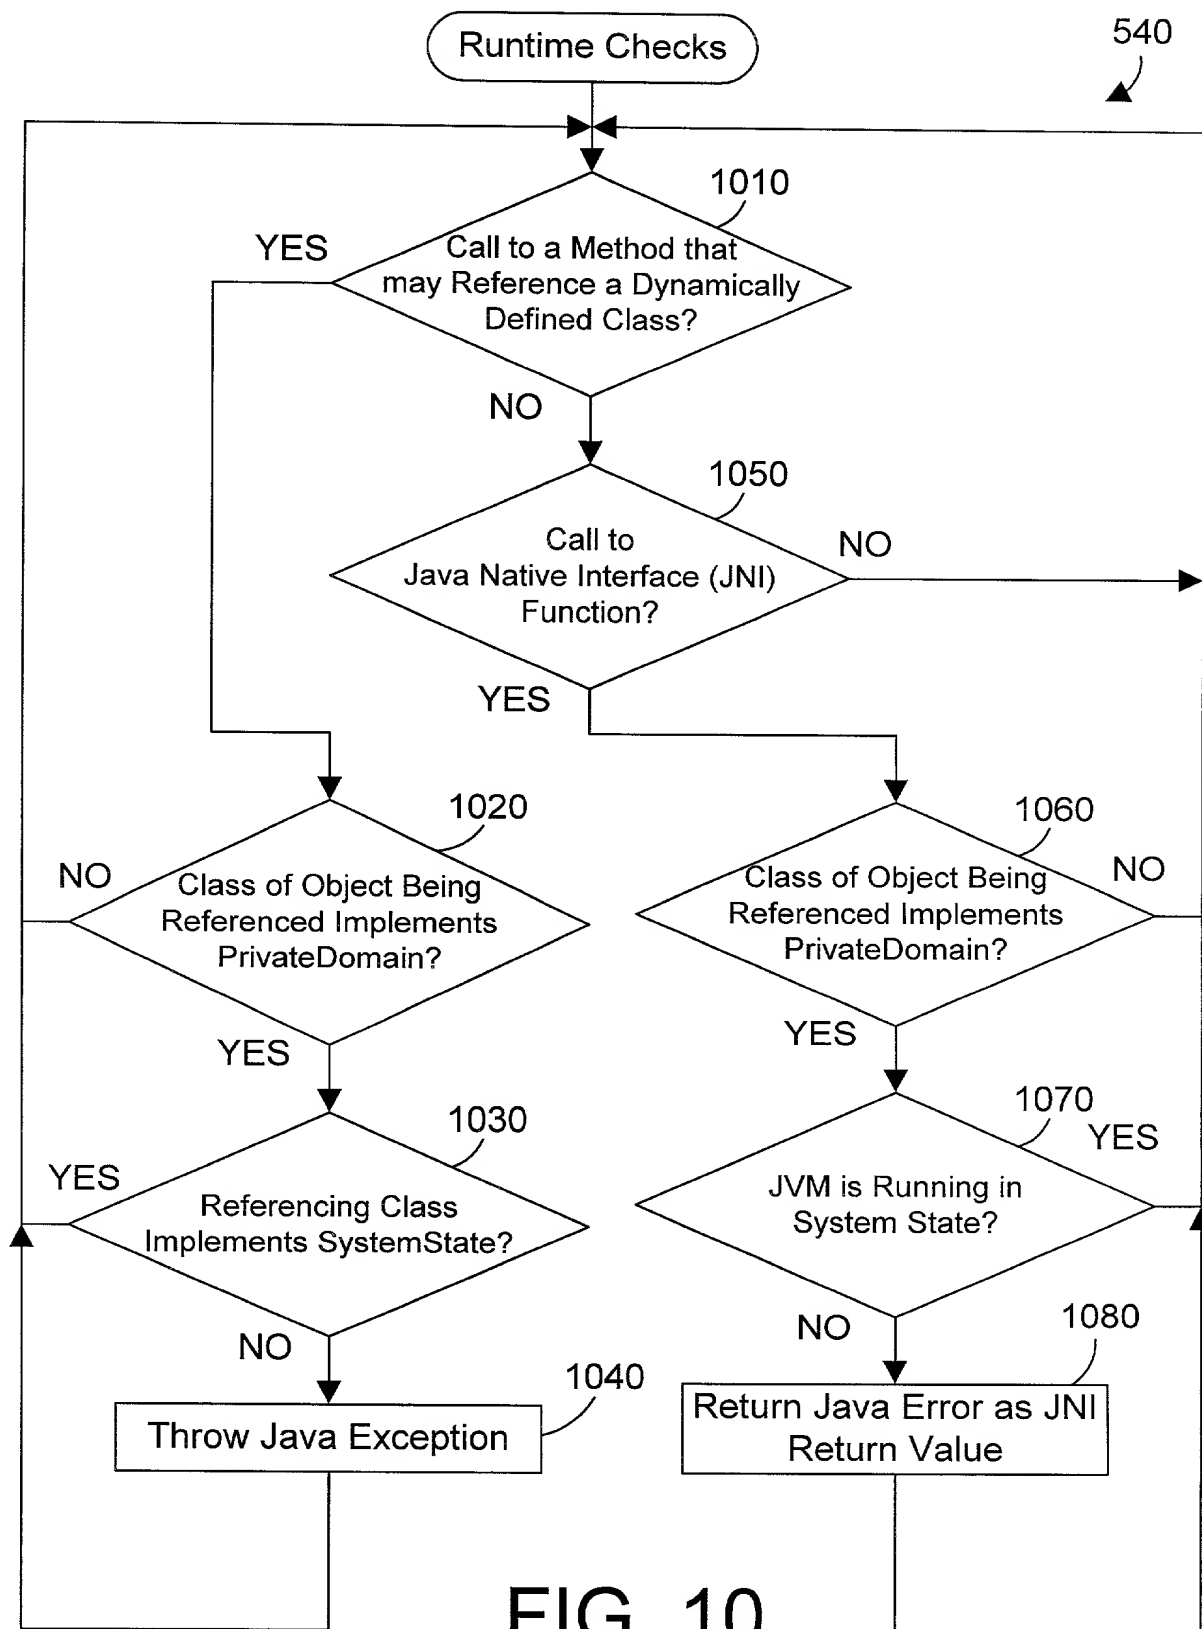 Runtime Checks
540
1010
YES
Call to a Method that
may Reference a Dynamically
Defined Class?
NO
1050
Call to
Java Native Interface (JNI)
Function?
NO
YES
1020
NO
Class of Object Being
Referenced Implements
PrivateDomain?
YES
1060
Class of Object Being
Referenced Implements
PrivateDomain?
NO
YES
1030
YES
Referencing Class
Implements SystemState?
NO
1070
YES
JVM is Running in
System State?
NO
1040
Throw Java Exception
1080
Return Java Error as JNI
Return Value
FIG. 10